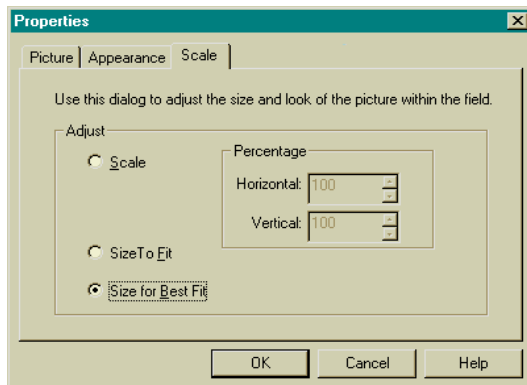 Properties
Picture Appearance Scale
Use this dialog to adjust the size and look of the picture within the field.
Adjust
Scale
Percentage
Horizontal: 100
Vertical: 100
SizeTo Fit
Size for Best Fit
OK Cancel Help